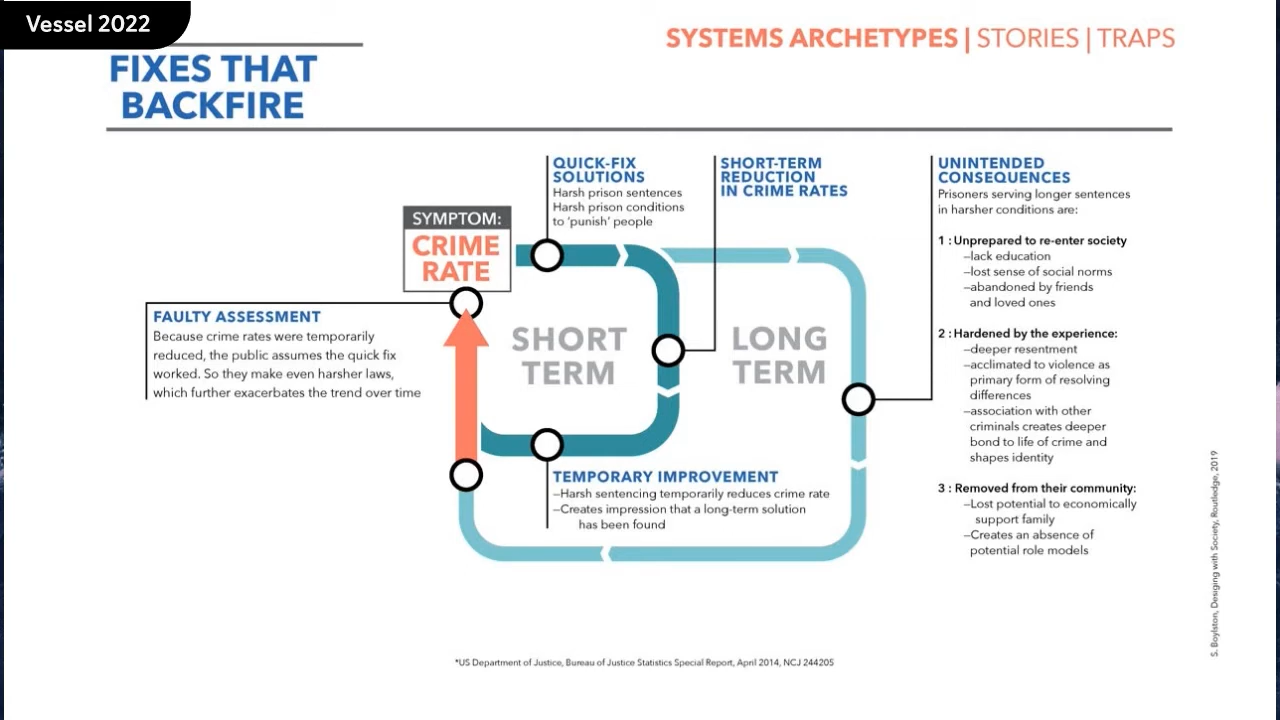 Vessel 2022
SYSTEMS ARCHETYPES | STORIES | TRAPS
FIXES THAT
BACKFIRE
QUICK-FIX
SOLUTIONS
Harsh prison sentences
Harsh prison conditions
to ‘punish’ people
SHORT-TERM
REDUCTION
IN CRIME RATES
UNINTENDED
CONSEQUENCES
Prisoners serving longer sentences
in harsher conditions are:
1 : Unprepared to re-enter society
—lack education
—lost sense of social norms
—abandoned by friends
and loved ones
2 : Hardened by the experience:
—deeper resentment
—acclimated to violence as
primary form of resolving
differences
—association with other
criminals creates deeper
bond to life of crime and
shapes identity
3 : Removed from their community:
—Lost potential to economically
support family
—Creates an absence of
potential role models
SYMPTOM:
CRIME
RATE
FAULTY ASSESSMENT
Because crime rates were temporarily
reduced, the public assumes the quick fix
worked. So they make even harsher laws,
which further exacerbates the trend over time
SHORT
TERM
LONG
TERM
TEMPORARY IMPROVEMENT
—Harsh sentencing temporarily reduces crime rate
—Creates impression that a long-term solution
has been found
*US Department of Justice, Bureau of Justice Statistics Special Report, April 2014, NCJ 244205
S. Boylston, Desiging with Society, Routledge, 2019